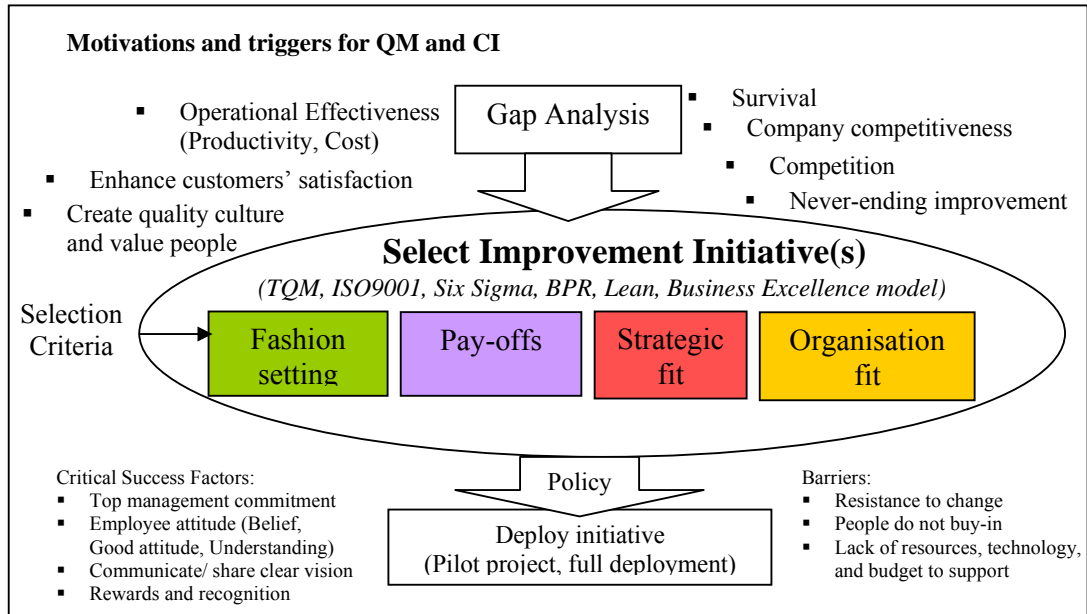 Motivations and triggers for QM and CI
▪ Operational Effectiveness
(Productivity, Cost)
▪ Enhance customers’ satisfaction
▪ Create quality culture
and value people
Gap Analysis
▪ Survival
▪ Company competitiveness
▪ Competition
▪ Never-ending improvement
Select Improvement Initiative(s)
(TQM, ISO9001, Six Sigma, BPR, Lean, Business Excellence model)
Selection
Criteria
Fashion
setting
Pay-offs
Strategic
fit
Organisation
fit
Policy
Deploy initiative
(Pilot project, full deployment)
Critical Success Factors:
▪ Top management commitment
▪ Employee attitude (Belief,
Good attitude, Understanding)
▪ Communicate/ share clear vision
▪ Rewards and recognition
Barriers:
▪ Resistance to change
▪ People do not buy-in
▪ Lack of resources, technology,
and budget to support